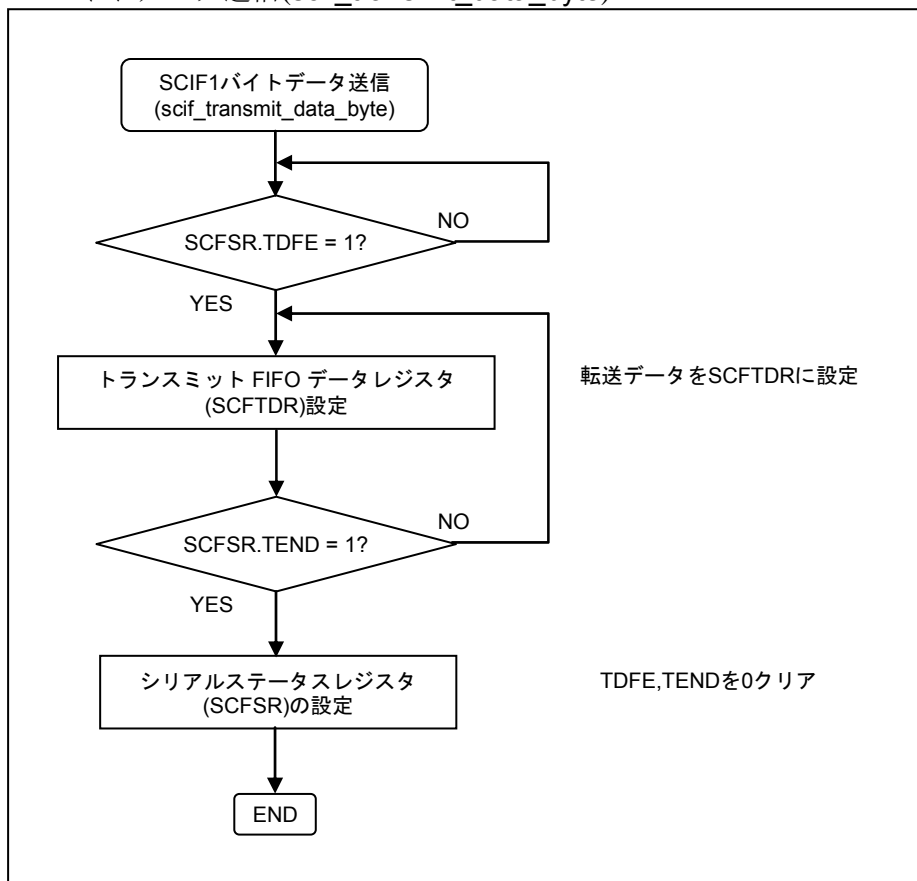 (scif_transmit_data_byte)
SCIF1バイトデータ送信
(scif_transmit_data_byte)
NO
SCFSR.TDFE = 1?
YES
トランスミット FIFO データレジスタ
(SCFTDR)設定
転送データをSCFTDRに設定
NO
SCFSR.TEND = 1?
YES
シリアルステータスレジスタ
(SCFSR)の設定
TDFE,TENDを0クリア
END